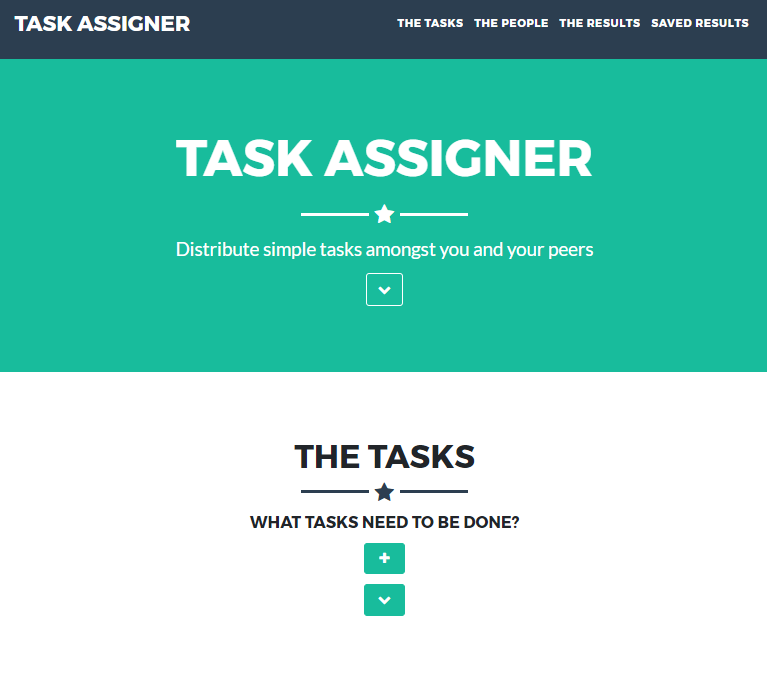 TASK ASSIGNER
THE TASKS THE PEOPLE THE RESULTS SAVED RESULTS
TASK ASSIGNER
Distribute simple tasks amongst you and your peers
THE TASKS
WHAT TASKS NEED TO BE DONE?